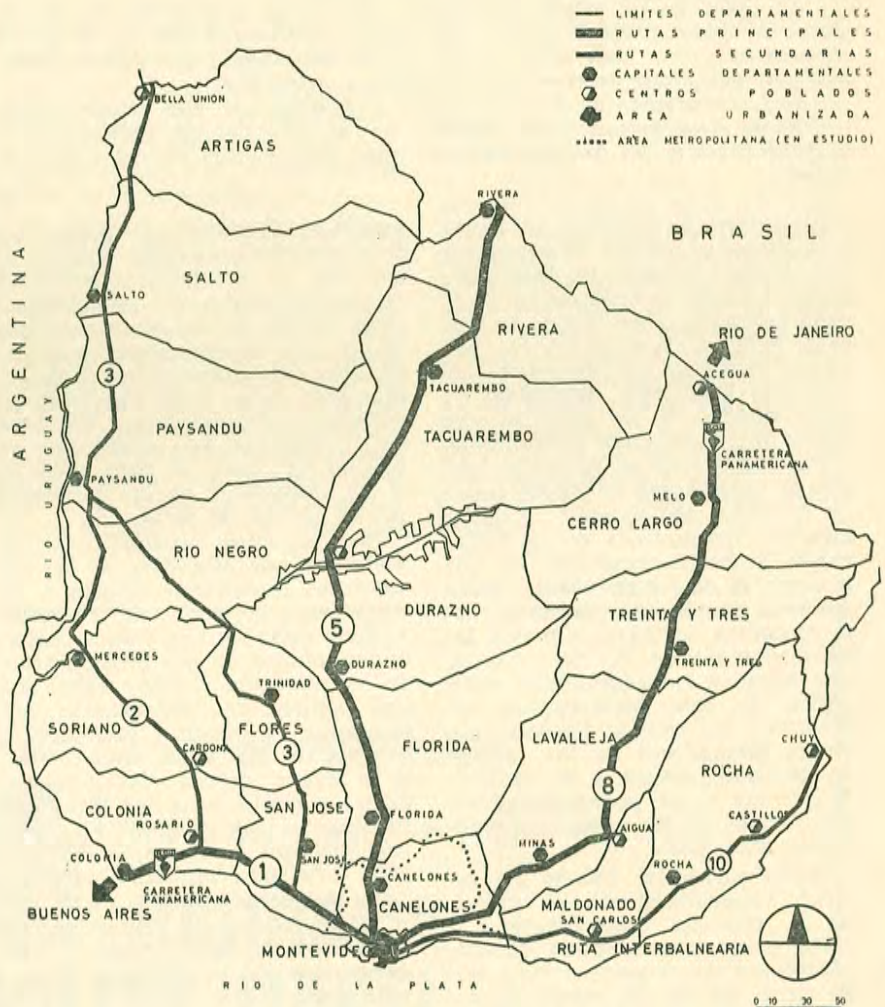 LIMITES DEPARTAMENTALES
RUTAS PRINCIPALES
RUTAS SECUNDARIAS
CAPITALES DEPARTAMENTALES
CENTROS POBLADOS
AREA URBANIZADA
AREA METROPOLITANA (EN ESTUDIO)
BELLA UNION
ARTIGAS
RIVERA
BRASIL
ARGENTINA
SALTO
SALTO
RIVERA
RIO DE JANEIRO
ACEGUA
3
TACUAREMBO
PAYSANDU
TACUAREMBO
CARRETERA
PANAMERICANA
RIO URUGUAY
PAYSANDU
MELO
CERRO LARGO
RIO NEGRO
DURAZNO
TREINTA Y TRES
5
MERCEDES
DURAZNO
TREINTA Y TRES
TRINIDAD
2
SORIANO
FLORES
LAVALLEJA
CHUY
CARDONA
3
FLORIDA
ROCHA
8
COLONIA
SAN JOSE
ROSARIO
FLORIDA
CASTILLOS
AIGUA
COLONIA
SAN JOSE
MINAS
10
1
ROCHA
CARRETERA
PANAMERICANA
CANELONES
BUENOS AIRES
CANELONES
MALDONADO
SAN CARLOS
MONTEVIDEO
RUTA INTERBALNEARIA
RIO DE LA PLATA
0 10 30 50